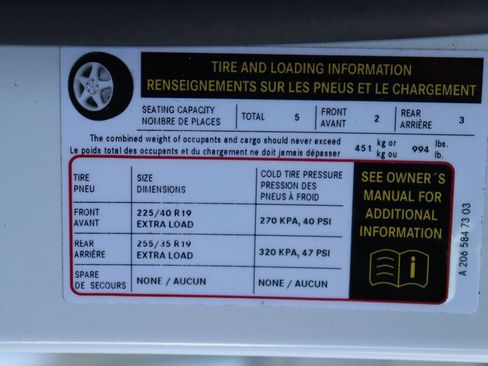 TIRE AND LOADING INFORMATION
RENSEIGNEMENTS SUR LES PNEUS ET LE CHARGEMENT
SEATING CAPACITY
NOMBRE DE PLACES
TOTAL 5
FRONT
AVANT
2
REAR
ARRIÈRE
3
The combined weight of occupants and cargo should never exceed
Le poids total des occupants et du chargement ne doit jamais dépasser
451 kg or
kg ou
994 lbs.
lb.
TIRE
PNEU
SIZE
DIMENSIONS
COLD TIRE PRESSURE
PRESSION DES
PNEUS À FROID
FRONT
AVANT
225/40 R19
EXTRA LOAD
270 KPA, 40 PSI
REAR
ARRIÈRE
255/35 R19
EXTRA LOAD
320 KPA, 47 PSI
SPARE
DE SECOURS
NONE / AUCUN
NONE / AUCUN
SEE OWNER´S
MANUAL FOR
ADDITIONAL
INFORMATION
i
A 206 584 73 03